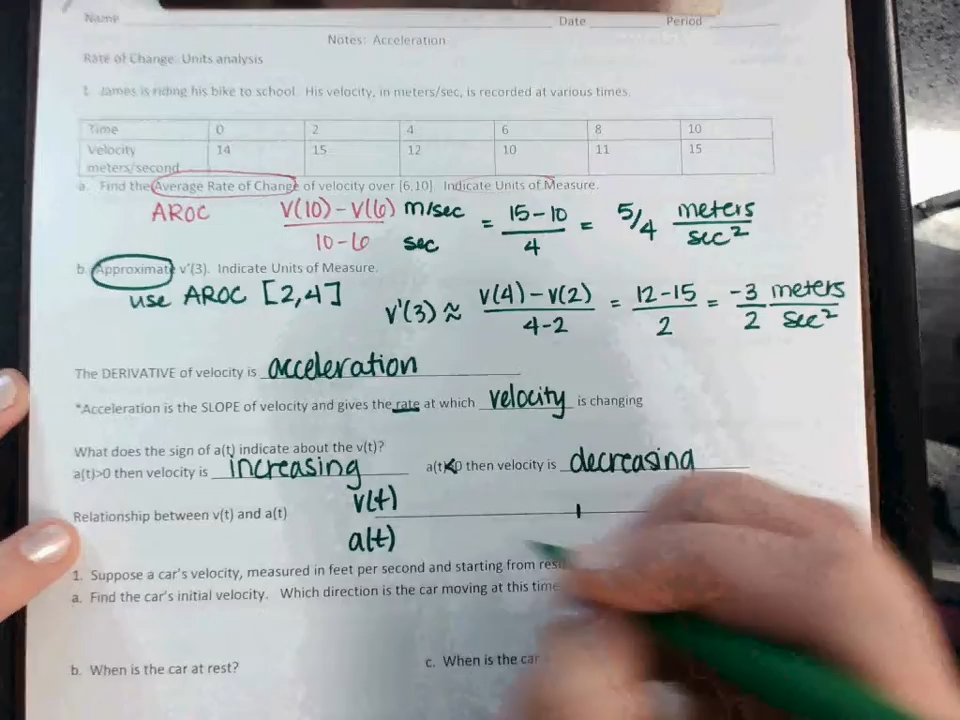 Name Date Period
Notes: Acceleration
Rate of Change: Units analysis
1. James is riding his bike to school. His velocity, in meters/sec, is recorded at various times.
Time 0 2 4 6 8 10
Velocity 14 15 12 10 11 15
meters/second
a. Find the Average Rate of Change of velocity over [6,10]. Indicate Units of Measure.
AROC V(10) - V(6) / 10 - 6 m/sec / sec = 15 - 10 / 4 = 5/4 meters / sec²
b. Approximate v'(3). Indicate Units of Measure.
use AROC [2,4] v'(3) ≈ v(4) - v(2) / 4 - 2 = 12 - 15 / 2 = -3 / 2 meters / sec²
The DERIVATIVE of velocity is acceleration
*Acceleration is the SLOPE of velocity and gives the rate at which velocity is changing
What does the sign of a(t) indicate about the v(t)?
a(t)>0 then velocity is increasing a(t)<0 then velocity is decreasing
Relationship between v(t) and a(t) v(t)
a(t)
1. Suppose a car's velocity, measured in feet per second and starting from
a. Find the car's initial velocity. Which direction is the car moving at this time
b. When is the car at rest? c. When is the car